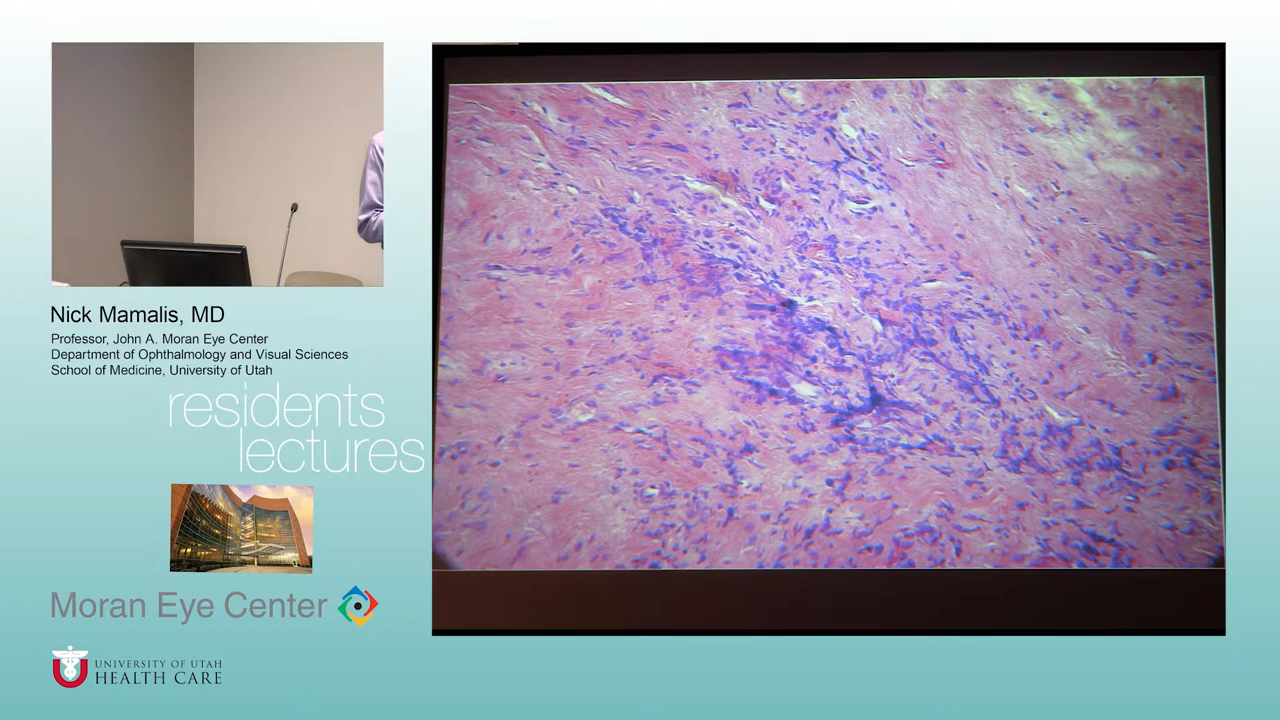 Nick Mamalis, MD
Professor, John A. Moran Eye Center
Department of Ophthalmology and Visual Sciences
School of Medicine, University of Utah
residents
lectures
Moran Eye Center
U
UNIVERSITY OF UTAH
HEALTH CARE